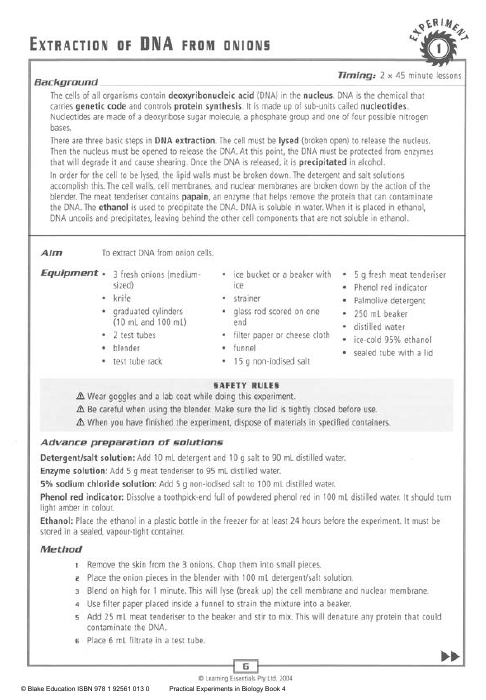 EXTRACTION OF DNA FROM ONIONS
EXPERIMENT
1
Timing: 2 x 45 minute lessons
Background
The cells of all organisms contain deoxyribonucleic acid (DNA) in the nucleus. DNA is the chemical that
carries genetic code and controls protein synthesis. It is made up of sub-units called nucleotides.
Nucleotides are made of a deoxyribose sugar molecule, a phosphate group and one of four possible nitrogen
bases.
There are three basic steps in DNA extraction. The cell must be lysed (broken open) to release the nucleus.
Then the nucleus must be opened to release the DNA. At this point, the DNA must be protected from enzymes
that will degrade it and cause shearing. Once the DNA is released, it is precipitated in alcohol.
In order for the cell to be lysed, the lipid walls must be broken down. The detergent and salt solutions
accomplish this. The cell walls, cell membranes, and nuclear membranes are broken down by the action of the
blender. The meat tenderiser contains papain, an enzyme that helps remove the protein that can contaminate
the DNA. The ethanol is used to precipitate the DNA. DNA is soluble in water. When it is placed in ethanol,
DNA uncoils and precipitates, leaving behind the other cell components that are not soluble in ethanol.
Aim To extract DNA from onion cells.
Equipment
• 3 fresh onions (medium-
sized)
• knife
• graduated cylinders
(10 mL and 100 mL)
• 2 test tubes
• blender
• test tube rack
• ice bucket or a beaker with
ice
• strainer
• glass rod scored on one
end
• filter paper or cheese cloth
• funnel
• 15 g non-iodised salt
• 5 g fresh meat tenderiser
• Phenol red indicator
• Palmolive detergent
• 250 mL beaker
• distilled water
• ice-cold 95% ethanol
• sealed tube with a lid
SAFETY RULES
⚠ Wear goggles and a lab coat while doing this experiment.
⚠ Be careful when using the blender. Make sure the lid is tightly closed before use.
⚠ When you have finished the experiment, dispose of materials in specified containers.
Advance preparation of solutions
Detergent/salt solution: Add 10 mL detergent and 10 g salt to 90 mL distilled water.
Enzyme solution: Add 5 g meat tenderiser to 95 mL distilled water.
5% sodium chloride solution: Add 5 g non-iodised salt to 100 mL distilled water.
Phenol red indicator: Dissolve a toothpick-end full of powdered phenol red in 100 mL distilled water. It should turn
light amber in colour.
Ethanol: Place the ethanol in a plastic bottle in the freezer for at least 24 hours before the experiment. It must be
stored in a sealed, vapour-tight container.
Method
1 Remove the skin from the 3 onions. Chop them into small pieces.
2 Place the onion pieces in the blender with 100 mL detergent/salt solution.
3 Blend on high for 1 minute. This will lyse (break up) the cell membrane and nuclear membrane.
4 Use filter paper placed inside a funnel to strain the mixture into a beaker.
5 Add 25 mL meat tenderiser to the beaker and stir to mix. This will denature any protein that could
contaminate the DNA.
6 Place 6 mL filtrate in a test tube.
6
© Learning Essentials Pty Ltd, 2004
© Blake Education ISBN 978 1 92561 013 0 Practical Experiments in Biology Book 4